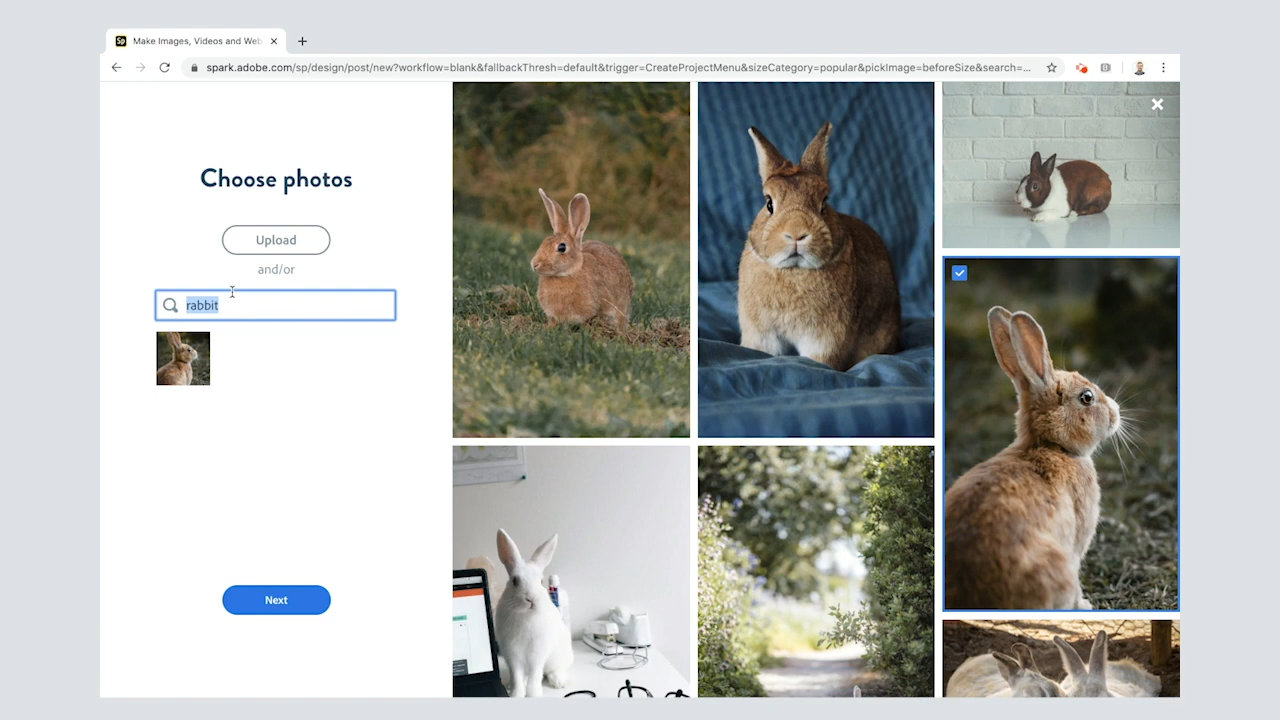 Sp Make Images, Videos and Web
spark.adobe.com/sp/design/post/new?workflow=blank&fallbackThresh=default&trigger=CreateProjectMenu&sizeCategory=popular&pickImage=beforeSize&search=...
Choose photos
Upload
and/or
rabbit
Next